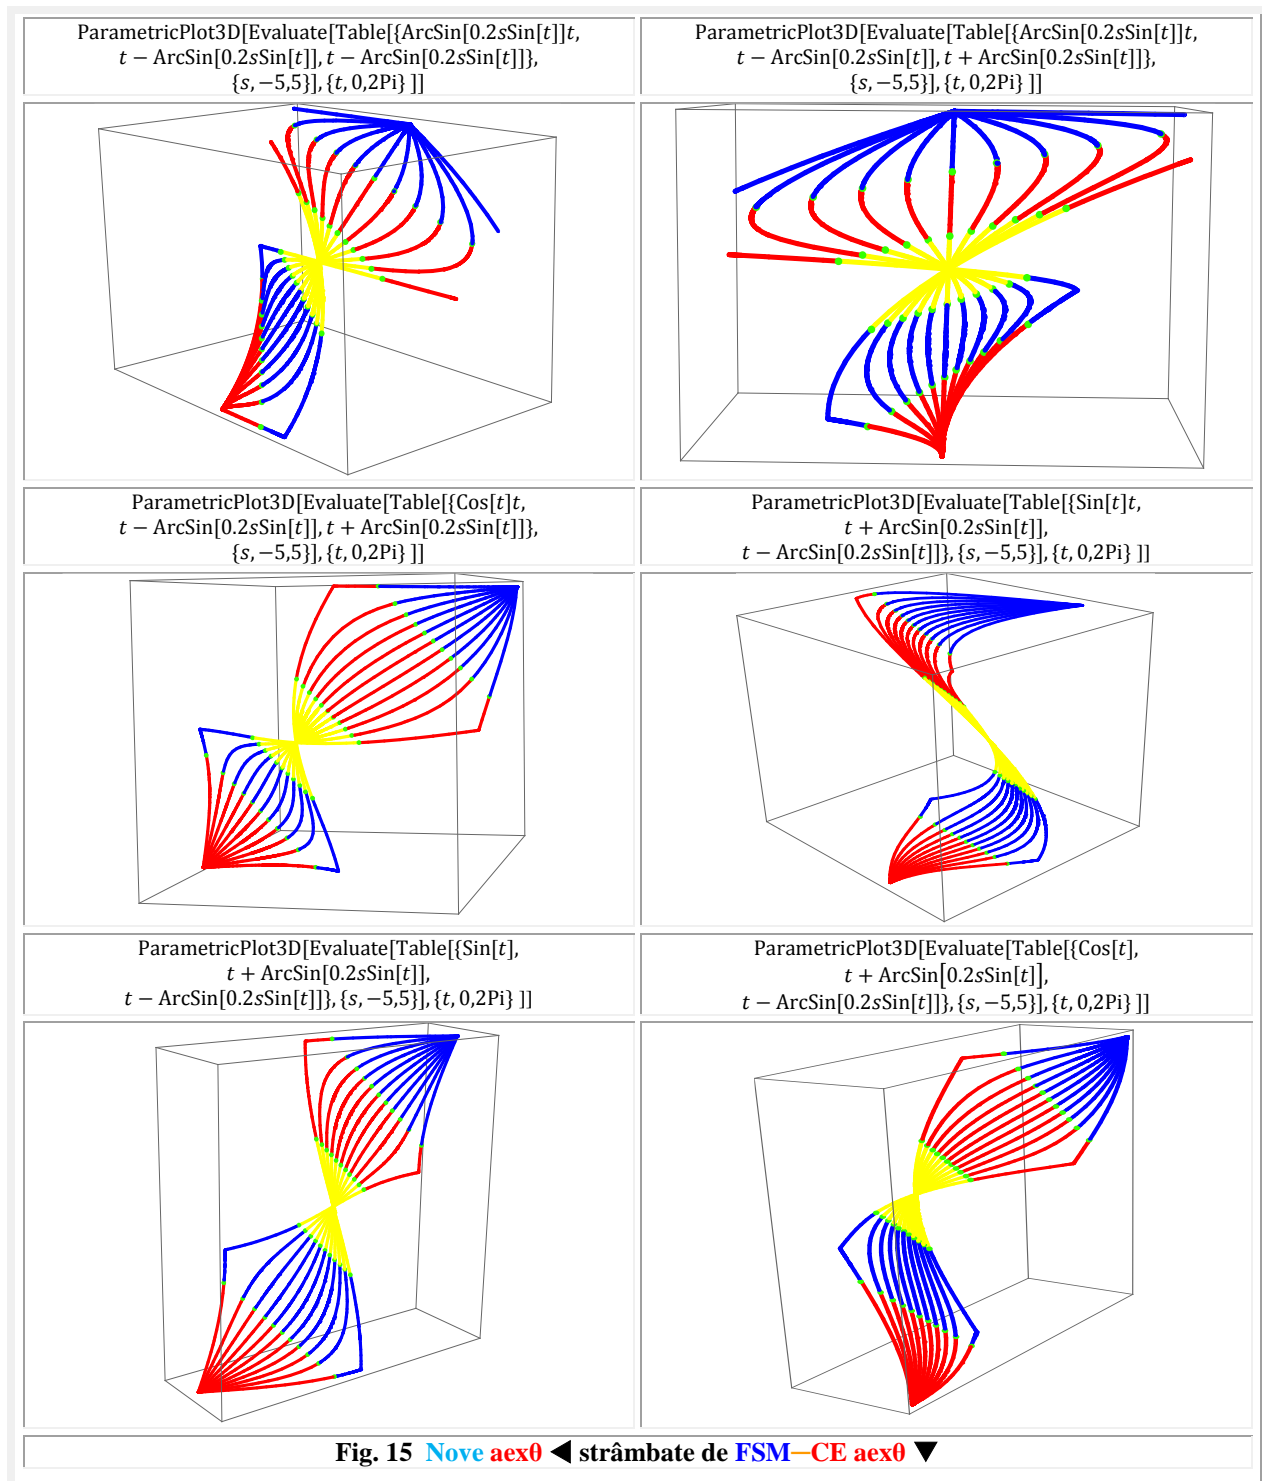 ParametricPlot3D[Evaluate[Table[{ArcSin[0.2sSin[t]]t,
t − ArcSin[0.2sSin[t]], t − ArcSin[0.2sSin[t]]},
{s, −5,5}], {t, 0,2Pi} ]]
ParametricPlot3D[Evaluate[Table[{ArcSin[0.2sSin[t]]t,
t − ArcSin[0.2sSin[t]], t + ArcSin[0.2sSin[t]]},
{s, −5,5}], {t, 0,2Pi} ]]
ParametricPlot3D[Evaluate[Table[{Cos[t]t,
t − ArcSin[0.2sSin[t]], t + ArcSin[0.2sSin[t]]},
{s, −5,5}], {t, 0,2Pi} ]]
ParametricPlot3D[Evaluate[Table[{Sin[t]t,
t + ArcSin[0.2sSin[t]],
t − ArcSin[0.2sSin[t]]}, {s, −5,5}], {t, 0,2Pi} ]]
ParametricPlot3D[Evaluate[Table[{Sin[t],
t + ArcSin[0.2sSin[t]],
t − ArcSin[0.2sSin[t]]}, {s, −5,5}], {t, 0,2Pi} ]]
ParametricPlot3D[Evaluate[Table[{Cos[t],
t + ArcSin[0.2sSin[t]],
t − ArcSin[0.2sSin[t]]}, {s, −5,5}], {t, 0,2Pi} ]]
Fig. 15 Nove aexθ ◄ strâmbate de FSM—CE aexθ ▼